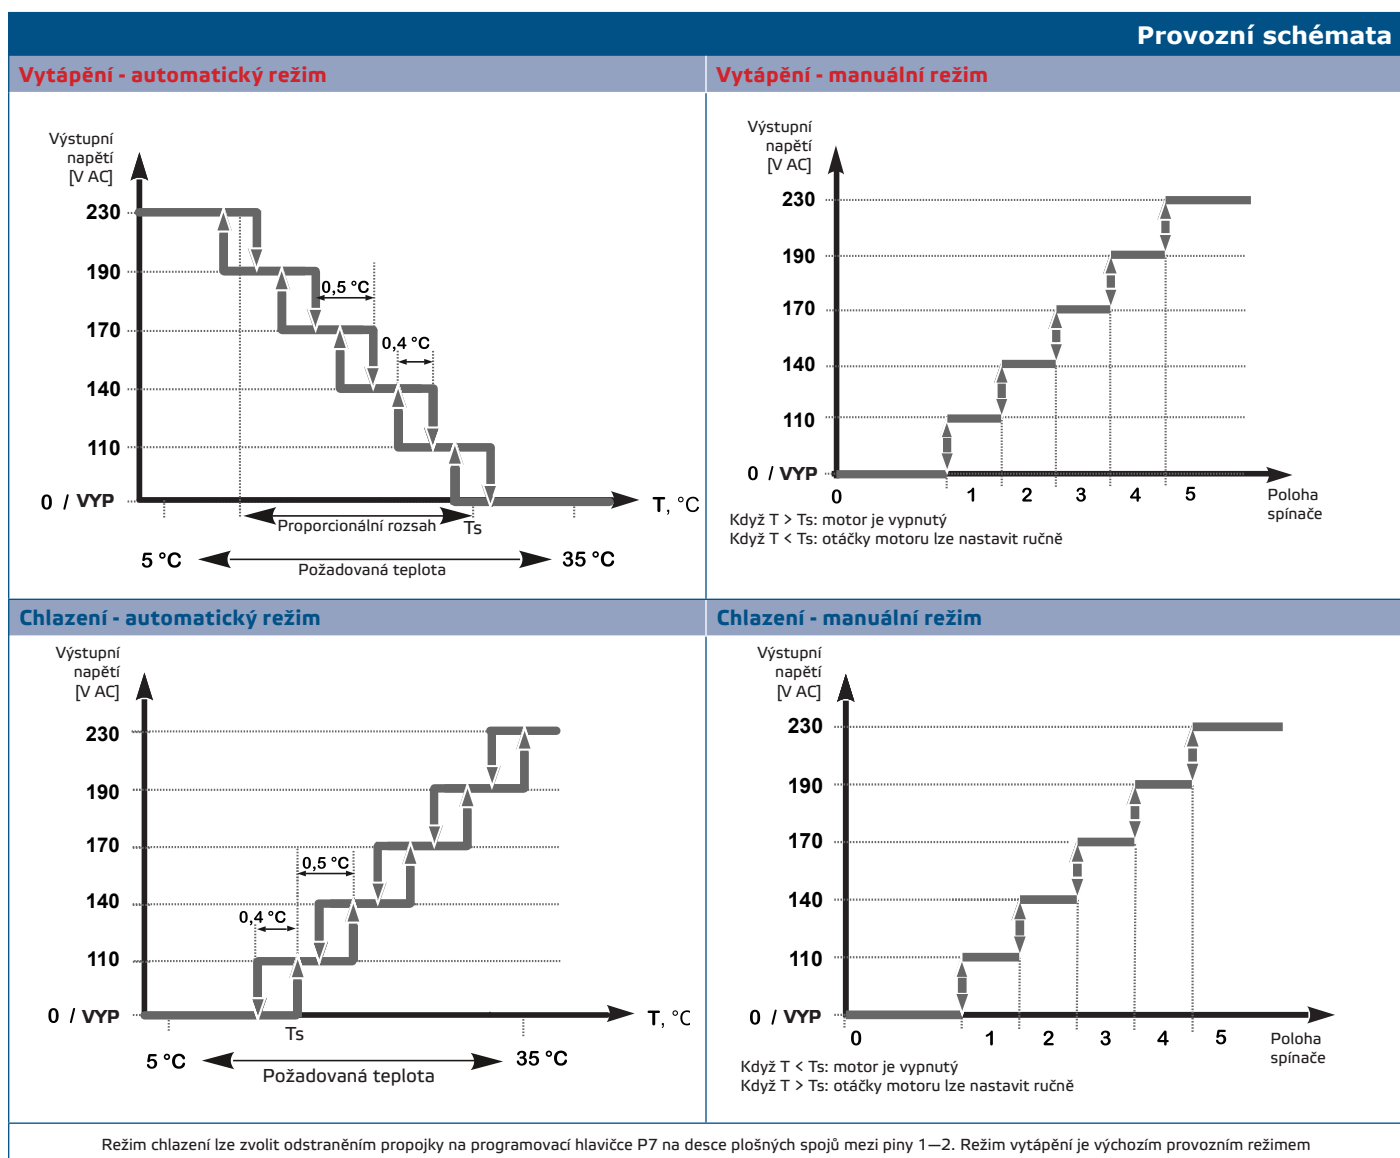 Provozní schémata
Vytápění - automatický režim
Výstupní
napětí
[V AC]
230
190
170
140
110
0 / VYP
0,5 °C
0,4 °C
T, °C
Proporcionální rozsah
Ts
5 °C
35 °C
Požadovaná teplota
Vytápění - manuální režim
Výstupní
napětí
[V AC]
230
190
170
140
110
0 / VYP
0 1 2 3 4 5
Poloha
spínače
Když T > Ts: motor je vypnutý
Když T < Ts: otáčky motoru lze nastavit ručně
Chlazení - automatický režim
Výstupní
napětí
[V AC]
230
190
170
140
110
0 / VYP
0,5 °C
0,4 °C
T, °C
Ts
5 °C
35 °C
Požadovaná teplota
Chlazení - manuální režim
Výstupní
napětí
[V AC]
230
190
170
140
110
0 / VYP
0 1 2 3 4 5
Poloha
spínače
Když T < Ts: motor je vypnutý
Když T > Ts: otáčky motoru lze nastavit ručně
Režim chlazení lze zvolit odstraněním propojky na programovací hlavičce P7 na desce plošných spojů mezi piny 1—2. Režim vytápění je výchozím provozním režimem